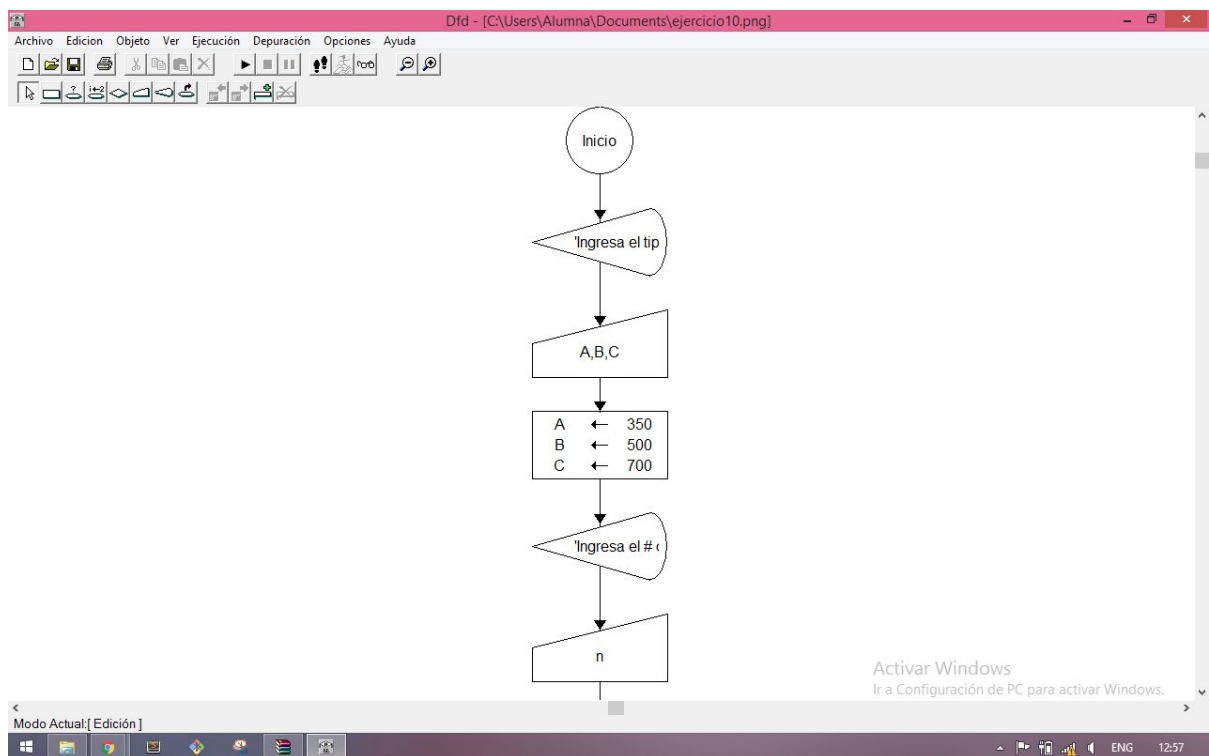 Dfd - [C:\Users\Alumna\Documents\ejercicio10.png]
Archivo Edicion Objeto Ver Ejecución Depuración Opciones Ayuda
Inicio
'Ingresa el tip
A,B,C
A ← 350
B ← 500
C ← 700
'Ingresa el #
n
Activar Windows
Ir a Configuración de PC para activar Windows.
Modo Actual:[ Edición ]
ENG 12:57